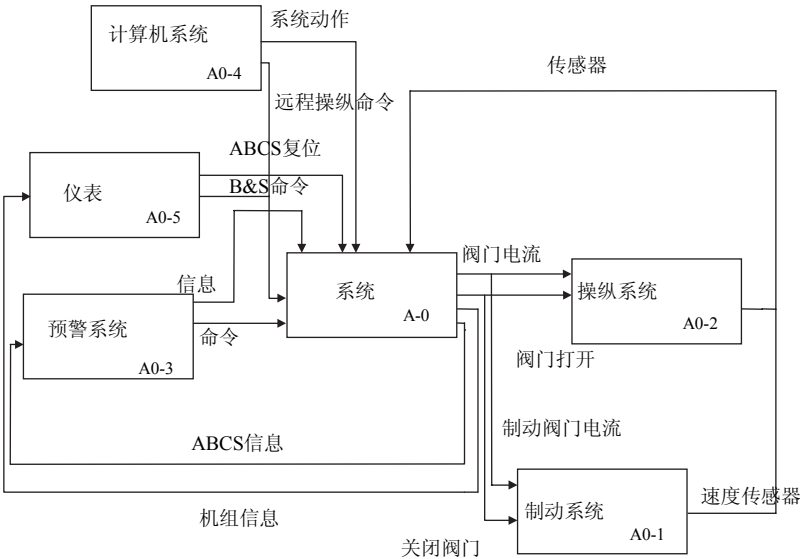 系统动作
计算机系统
A0-4
传感器
远程操纵命令
ABCS复位
仪表
B&S命令
A0-5
阀门电流
信息
系统
操纵系统
A-0
A0-2
预警系统
命令
A0-3
阀门打开
ABCS信息
制动阀门电流
速度传感器
制动系统
机组信息
A0-1
关闭阀门